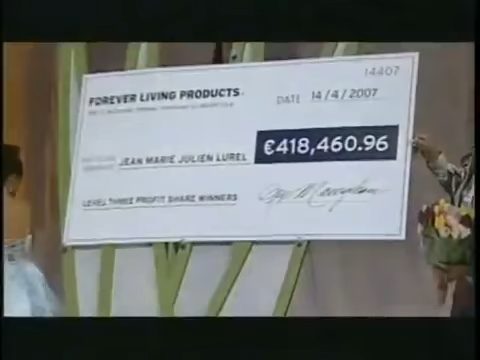 14407
FOREVER LIVING PRODUCTS
DATE 14/4/2007
JEAN MARIE JULIEN LUREL
€418,460.96
LEVEL THREE PROFIT SHARE WINNERS